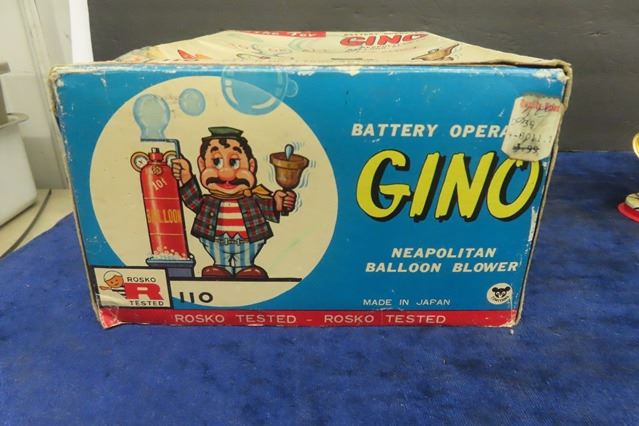 GINO
BATTERY OPERA
GINO
NEAPOLITAN
BALLOON BLOWER
MADE IN JAPAN
10¢
BALLOON
ROSKO
R
TESTED
110
ROSKO TESTED - ROSKO TESTED